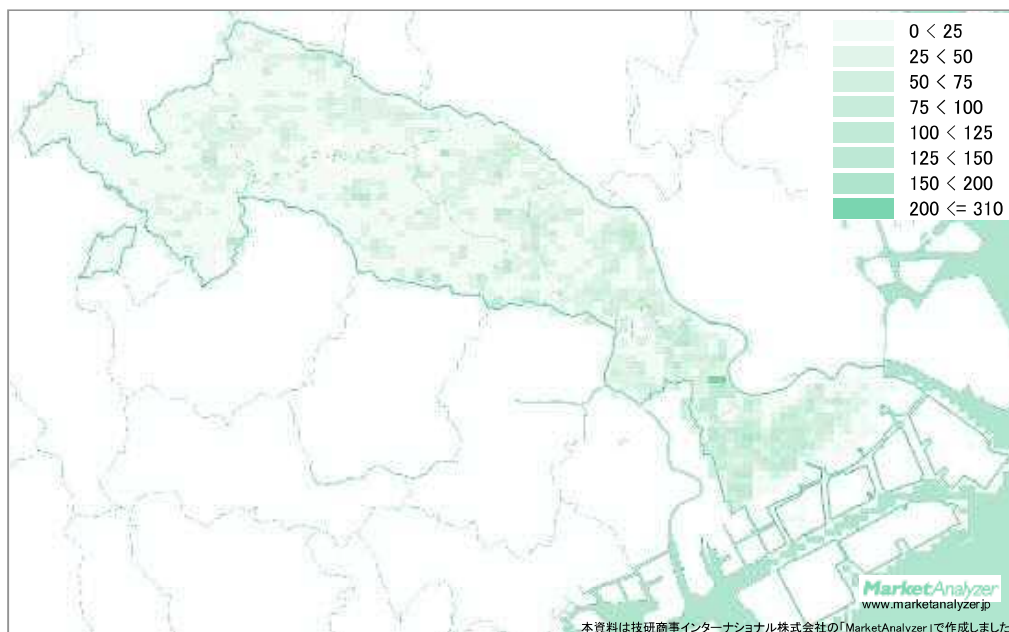 0 < 25
25 < 50
50 < 75
75 < 100
100 < 125
125 < 150
150 < 200
200 <= 310
MarketAnalyzer
www.marketanalyzer.jp
本資料は技研商事インターナショナル株式会社の「MarketAnalyzer」で作成しました